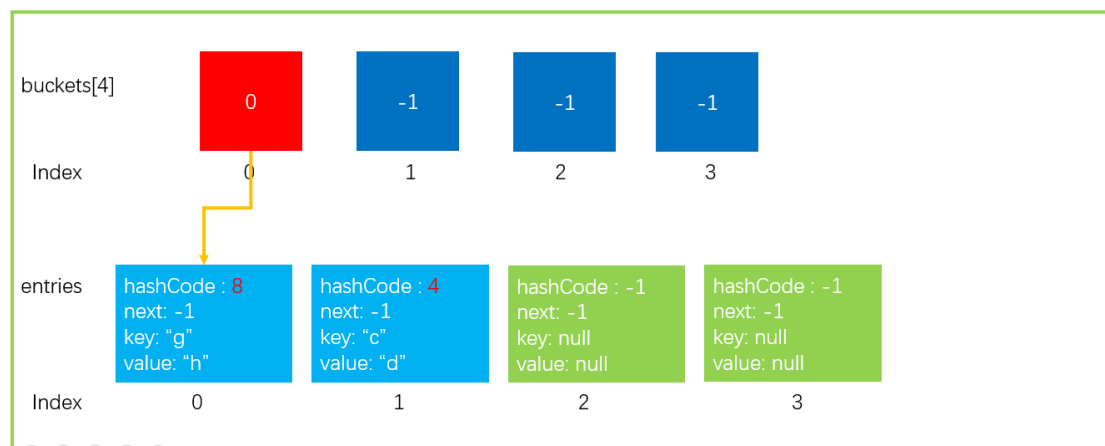 buckets[4]
0 -1 -1 -1
Index 0 1 2 3
entries
hashCode : 8
next: -1
key: “g”
value: “h”
hashCode : 4
next: -1
key: “c”
value: “d”
hashCode : -1
next: -1
key: null
value: null
hashCode : -1
next: -1
key: null
value: null
Index 0 1 2 3